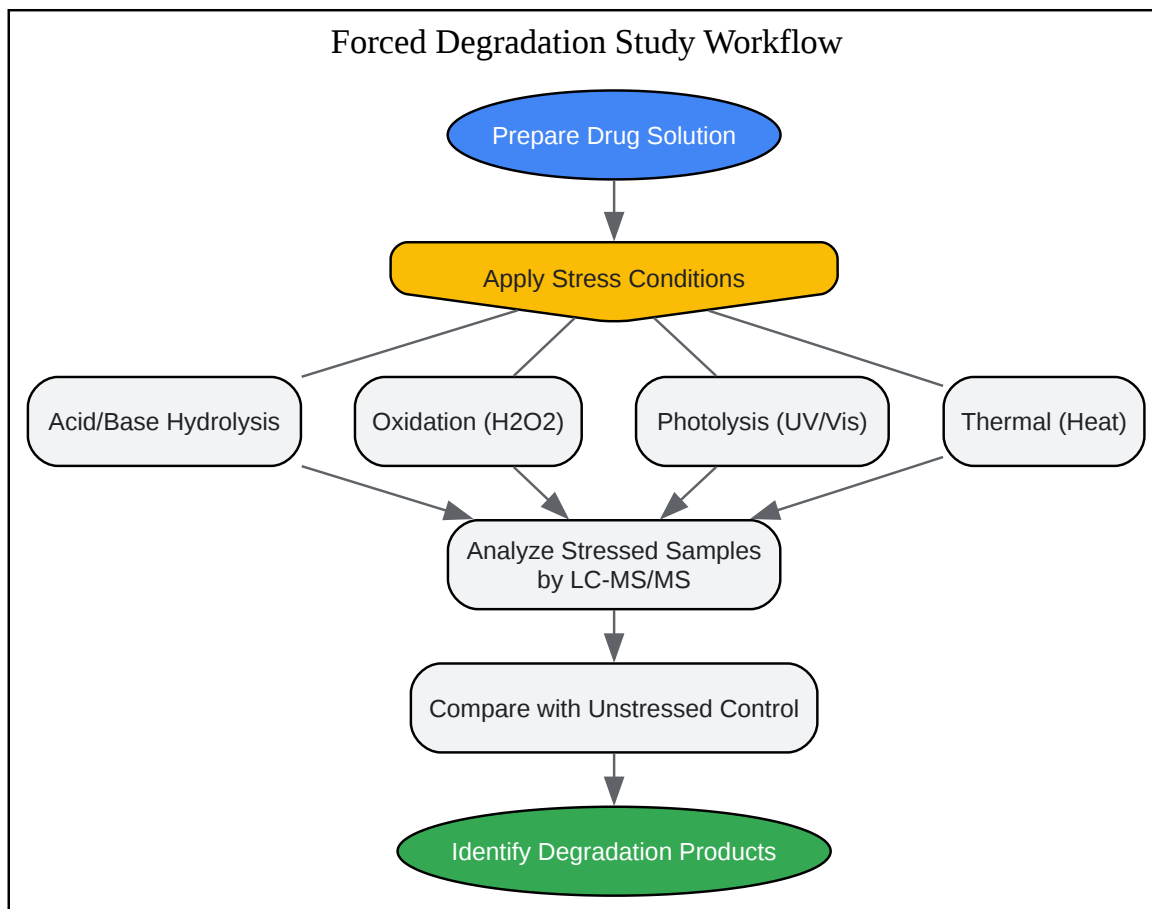 Forced Degradation Study Workflow
Prepare Drug Solution
Apply Stress Conditions
Acid/Base Hydrolysis
Oxidation (H2O2)
Photolysis (UV/Vis)
Thermal (Heat)
Analyze Stressed Samples
by LC-MS/MS
Compare with Unstressed Control
Identify Degradation Products